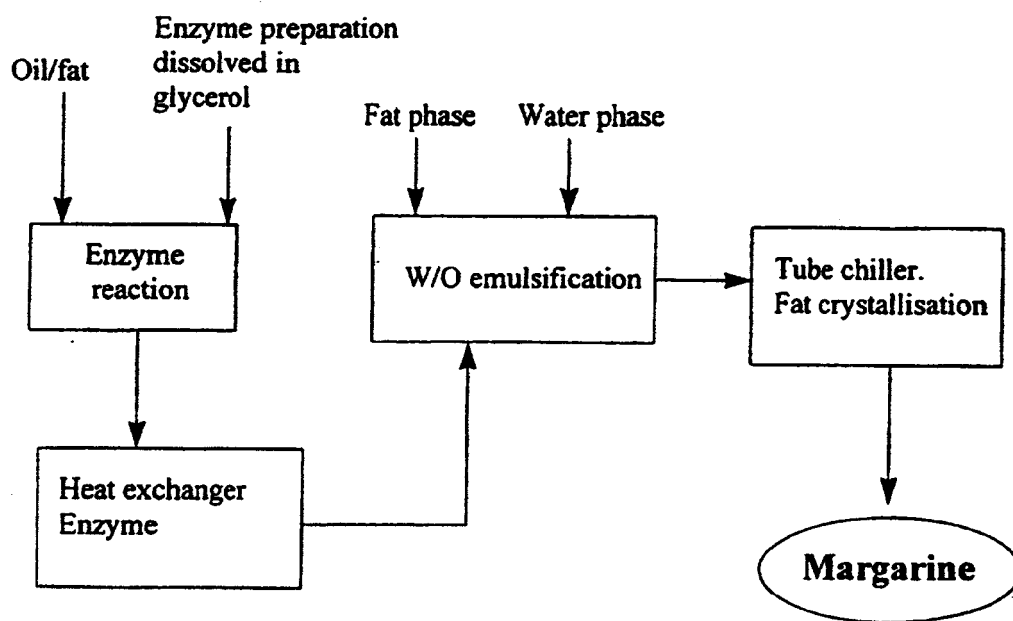 Oil/fat
Enzyme preparation
dissolved in
glycerol
Fat phase
Water phase
Enzyme
reaction
W/O emulsification
Tube chiller.
Fat crystallisation
Heat exchanger
Enzyme
Margarine